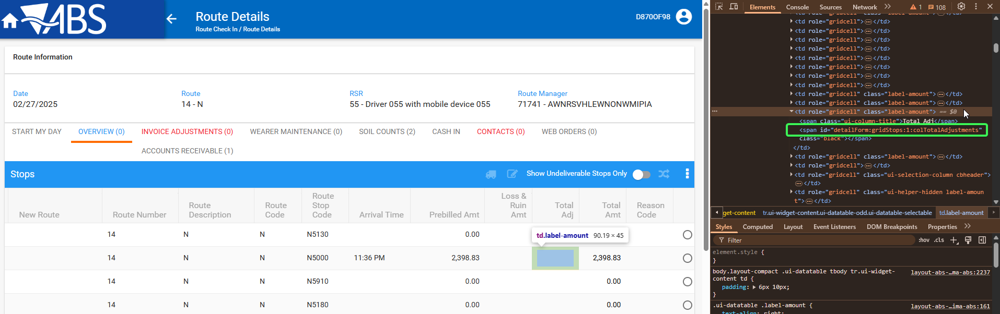 ABS
Route Details
Route Check In / Route Details
D870OF98
Route Information
Date
02/27/2025
Route
14 - N
RSR
55 - Driver 055 with mobile device 055
Route Manager
71741 - AWNRSVHLEWNONWMIPIA
START MY DAY
OVERVIEW (0)
INVOICE ADJUSTMENTS (0)
WEARER MAINTENANCE (0)
SOIL COUNTS (2)
CASH IN
CONTACTS (0)
WEB ORDERS (0)
ACCOUNTS RECEIVABLE (1)
Stops
Show Undeliverable Stops Only
New Route
Route Number
Route
Description
Route
Code
Route
Stop
Code
Arrival Time
Prebilled Amt
Loss &
Ruin
Amt
Total
Adj
Total
Amt
Reason
Code
14 N N N5130 0.00
td.label-amount 90.19 × 45
14 N N N5000 11:36 PM 2,398.83 2,398.83
14 N N N5910 0.00 0.00
14 N N N5180 0.00 0.00
Elements Console Sources Network 1 108
<td role="gridcell">…</td>
<td role="gridcell">…</td>
<td role="gridcell">…</td>
<td role="gridcell">…</td>
<td role="gridcell">…</td>
<td role="gridcell">…</td>
<td role="gridcell">…</td>
<td role="gridcell">…</td>
<td role="gridcell" class="label-amount">…</td>
<td role="gridcell" class="label-amount">…</td>
<td role="gridcell" class="label-amount"> == $0
<span class="ui-column-title">Total Adj</span>
<span id="detailForm:gridStops:1:colTotalAdjustments"
class="black"></span>
</td>
<td role="gridcell" class="label-amount">…</td>
<td role="gridcell">…</td>
<td role="gridcell" class="ui-selection-column cbheader">
…</td>
<td role="gridcell" class="ui-helper-hidden label-amoun
t">…</td>
get-content tr.ui-widget-content.ui-datatable-odd.ui-datatable-selectable td.label-amount
Styles Computed Layout Event Listeners DOM Breakpoints Properties
Filter :hov .cls
element.style {
}
body.layout-compact .ui-datatable tbody tr.ui-widget- layout-abs-…ma-abs:2237
content td {
padding: 6px 10px;
}
.ui-datatable .label-amount { layout-abs-…ima-abs:161
text-align: right;